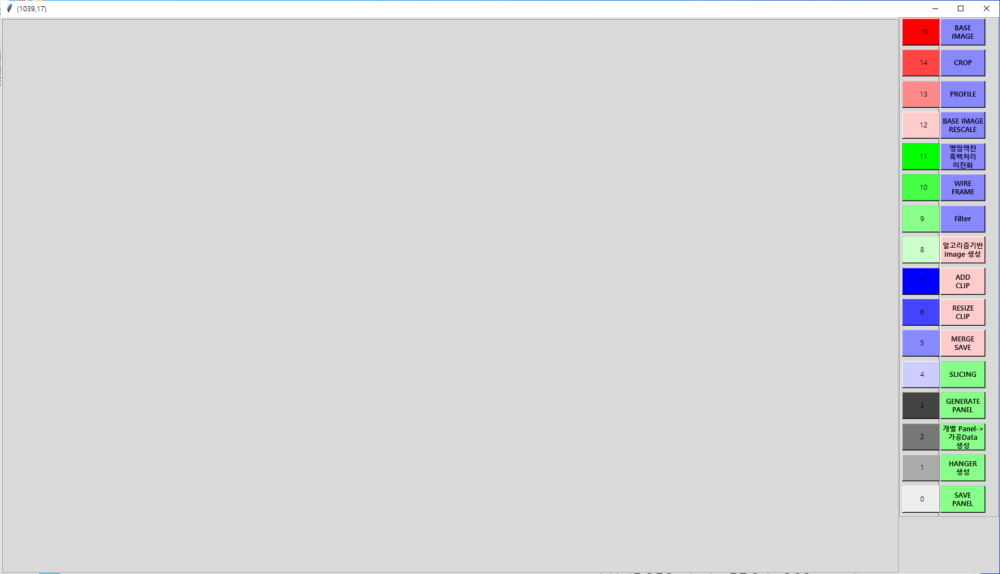 (1039,17)
15
BASE
IMAGE
14
CROP
13
PROFILE
12
BASE IMAGE
RESCALE
11
명암역전
흑백처리
이진화
10
WIRE
FRAME
9
Filter
8
알고리즘기반
Image 생성
7
ADD
CLIP
6
RESIZE
CLIP
5
MERGE
SAVE
4
SLICING
3
GENERATE
PANEL
2
개별 Panel->
가공Data
생성
1
HANGER
생성
0
SAVE
PANEL